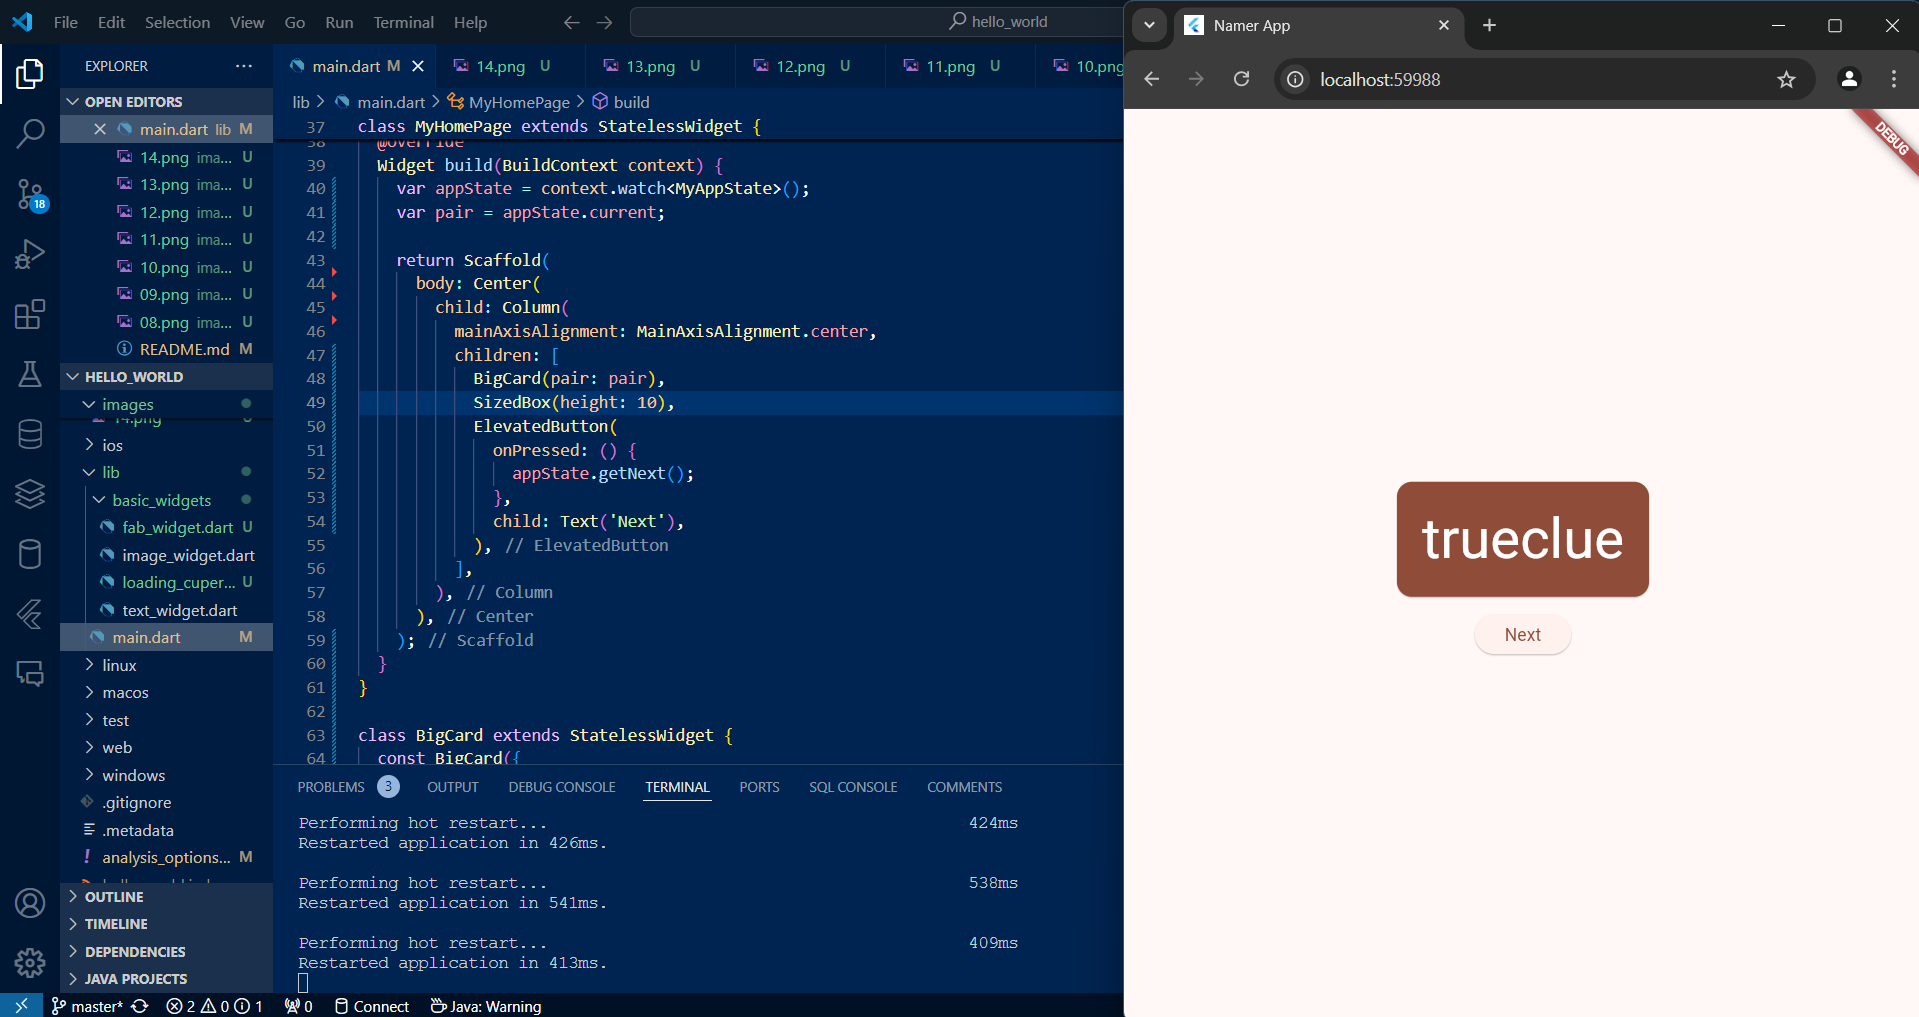 File Edit Selection View Go Run Terminal Help
hello_world
EXPLORER
OPEN EDITORS
main.dart lib M
14.png ima... U
13.png ima... U
12.png ima... U
11.png ima... U
10.png ima... U
09.png ima... U
08.png ima... U
README.md M
HELLO_WORLD
images
14.png
ios
lib
basic_widgets
fab_widget.dart U
image_widget.dart
loading_cuper... U
text_widget.dart
main.dart M
linux
macos
test
web
windows
.gitignore
.metadata
analysis_options... M
OUTLINE
TIMELINE
DEPENDENCIES
JAVA PROJECTS
18
main.dart M 14.png U 13.png U 12.png U 11.png U 10.png
lib > main.dart > MyHomePage > build
37 class MyHomePage extends StatelessWidget {
38 @override
39 Widget build(BuildContext context) {
40 var appState = context.watch<MyAppState>();
41 var pair = appState.current;
42
43 return Scaffold(
44 body: Center(
45 child: Column(
46 mainAxisAlignment: MainAxisAlignment.center,
47 children: [
48 BigCard(pair: pair),
49 SizedBox(height: 10),
50 ElevatedButton(
51 onPressed: () {
52 appState.getNext();
53 },
54 child: Text('Next'),
55 ), // ElevatedButton
56 ],
57 ), // Column
58 ), // Center
59 ); // Scaffold
60 }
61 }
62
63 class BigCard extends StatelessWidget {
64 const BigCard({
PROBLEMS 3 OUTPUT DEBUG CONSOLE TERMINAL PORTS SQL CONSOLE COMMENTS
Performing hot restart... 424ms
Restarted application in 426ms.
Performing hot restart... 538ms
Restarted application in 541ms.
Performing hot restart... 409ms
Restarted application in 413ms.
master* 2 0 1 0 Connect Java: Warning
Namer App
localhost:59988
DEBUG
trueclue
Next